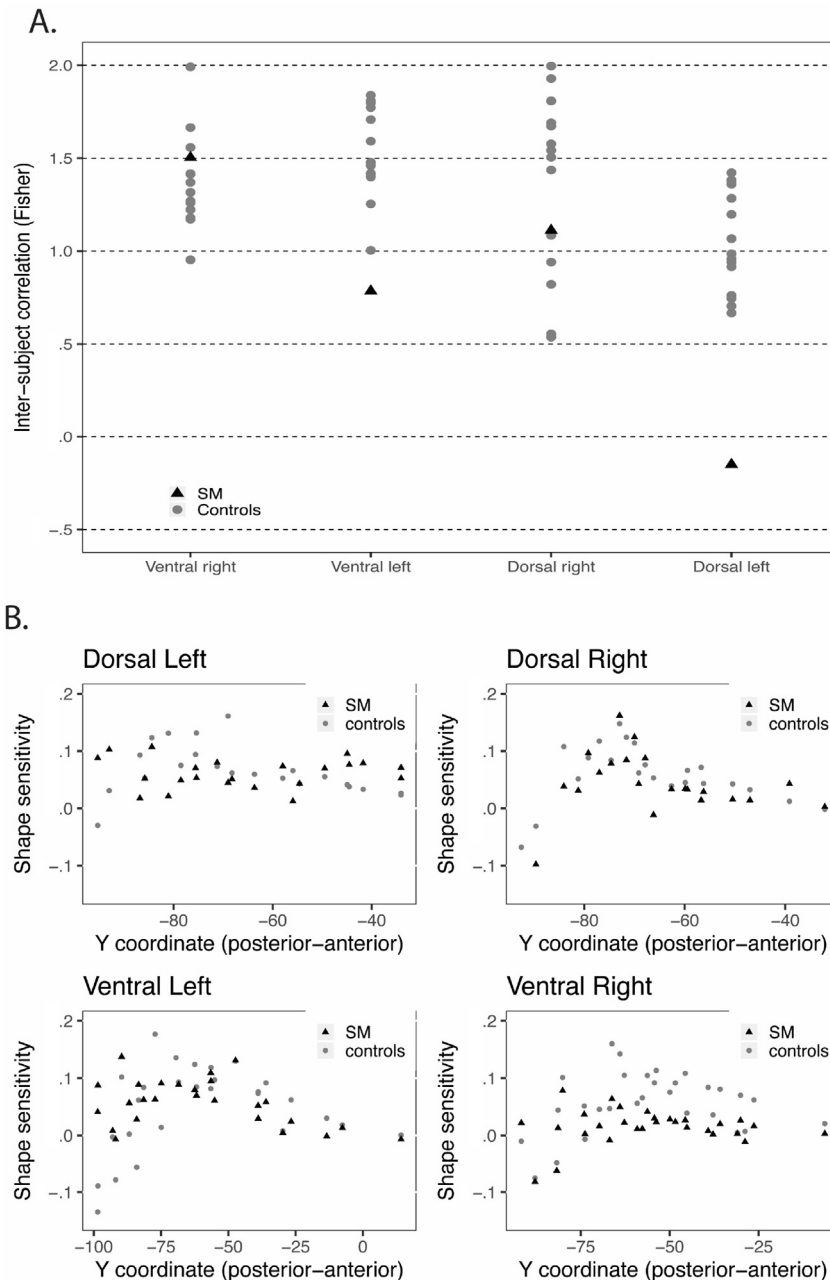 A.
Inter-subject correlation (Fisher)
2.0
1.5
1.0
.5
.0
-.5
SM
Controls
Ventral right Ventral left Dorsal right Dorsal left
B.
Dorsal Left
Shape sensitivity
.2
.1
.0
-.1
SM
controls
-80 -60 -40
Y coordinate (posterior-anterior)
Dorsal Right
Shape sensitivity
.2
.1
.0
-.1
SM
controls
-80 -60 -40
Y coordinate (posterior-anterior)
Ventral Left
Shape sensitivity
.2
.1
.0
-.1
SM
controls
-100 -75 -50 -25 0
Y coordinate (posterior-anterior)
Ventral Right
Shape sensitivity
.2
.1
.0
-.1
SM
controls
-75 -50 -25
Y coordinate (posterior-anterior)